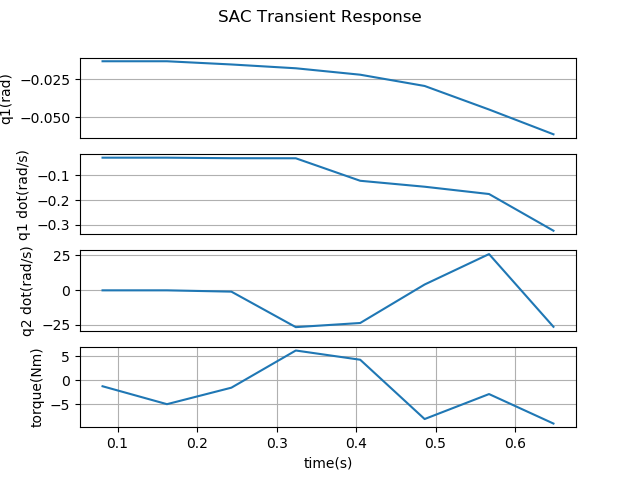 SAC Transient Response
q1(rad)
−0.025
−0.050
q1 dot(rad/s)
−0.1
−0.2
−0.3
q2 dot(rad/s)
25
0
−25
torque(Nm)
5
0
−5
0.1 0.2 0.3 0.4 0.5 0.6
time(s)